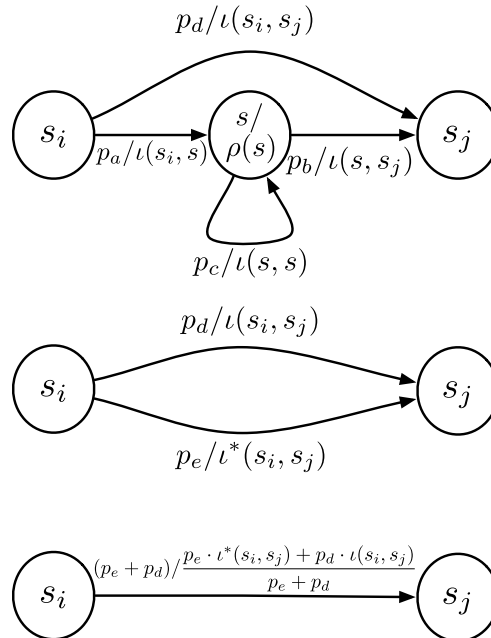 p_d/ι(s_i, s_j)
s_i s/ s_j
ρ(s)
p_a/ι(s_i, s) p_b/ι(s, s_j)
p_c/ι(s, s)
p_d/ι(s_i, s_j)
s_i s_j
p_e/ι*(s_i, s_j)
s_i (p_e + p_d)/\frac{p_e · ι*(s_i, s_j) + p_d · ι(s_i, s_j)}{p_e + p_d} s_j